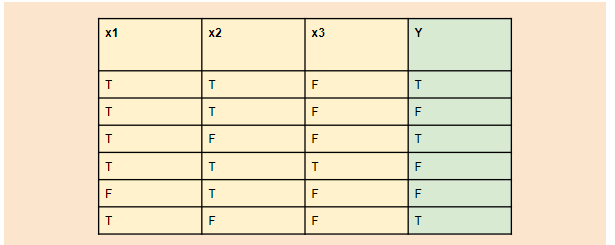 x1 x2 x3 Y
T T F T
T T F F
T F F T
T T T F
F T F F
T F F T